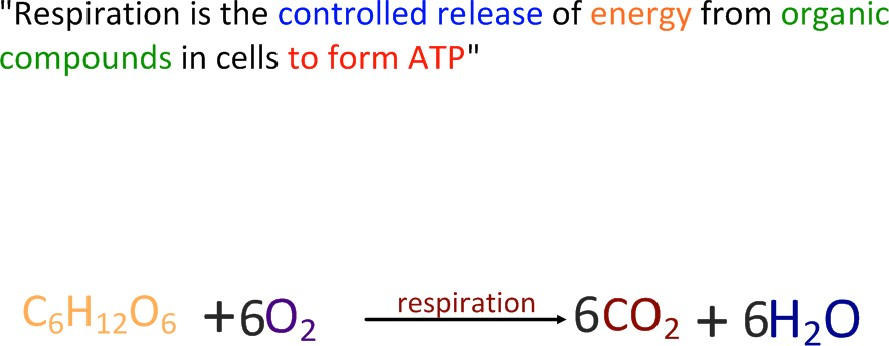 "Respiration is the controlled release of energy from organic
compounds in cells to form ATP"
respiration
C₆H₁₂O₆ +6O₂ → 6CO₂ + 6H₂O